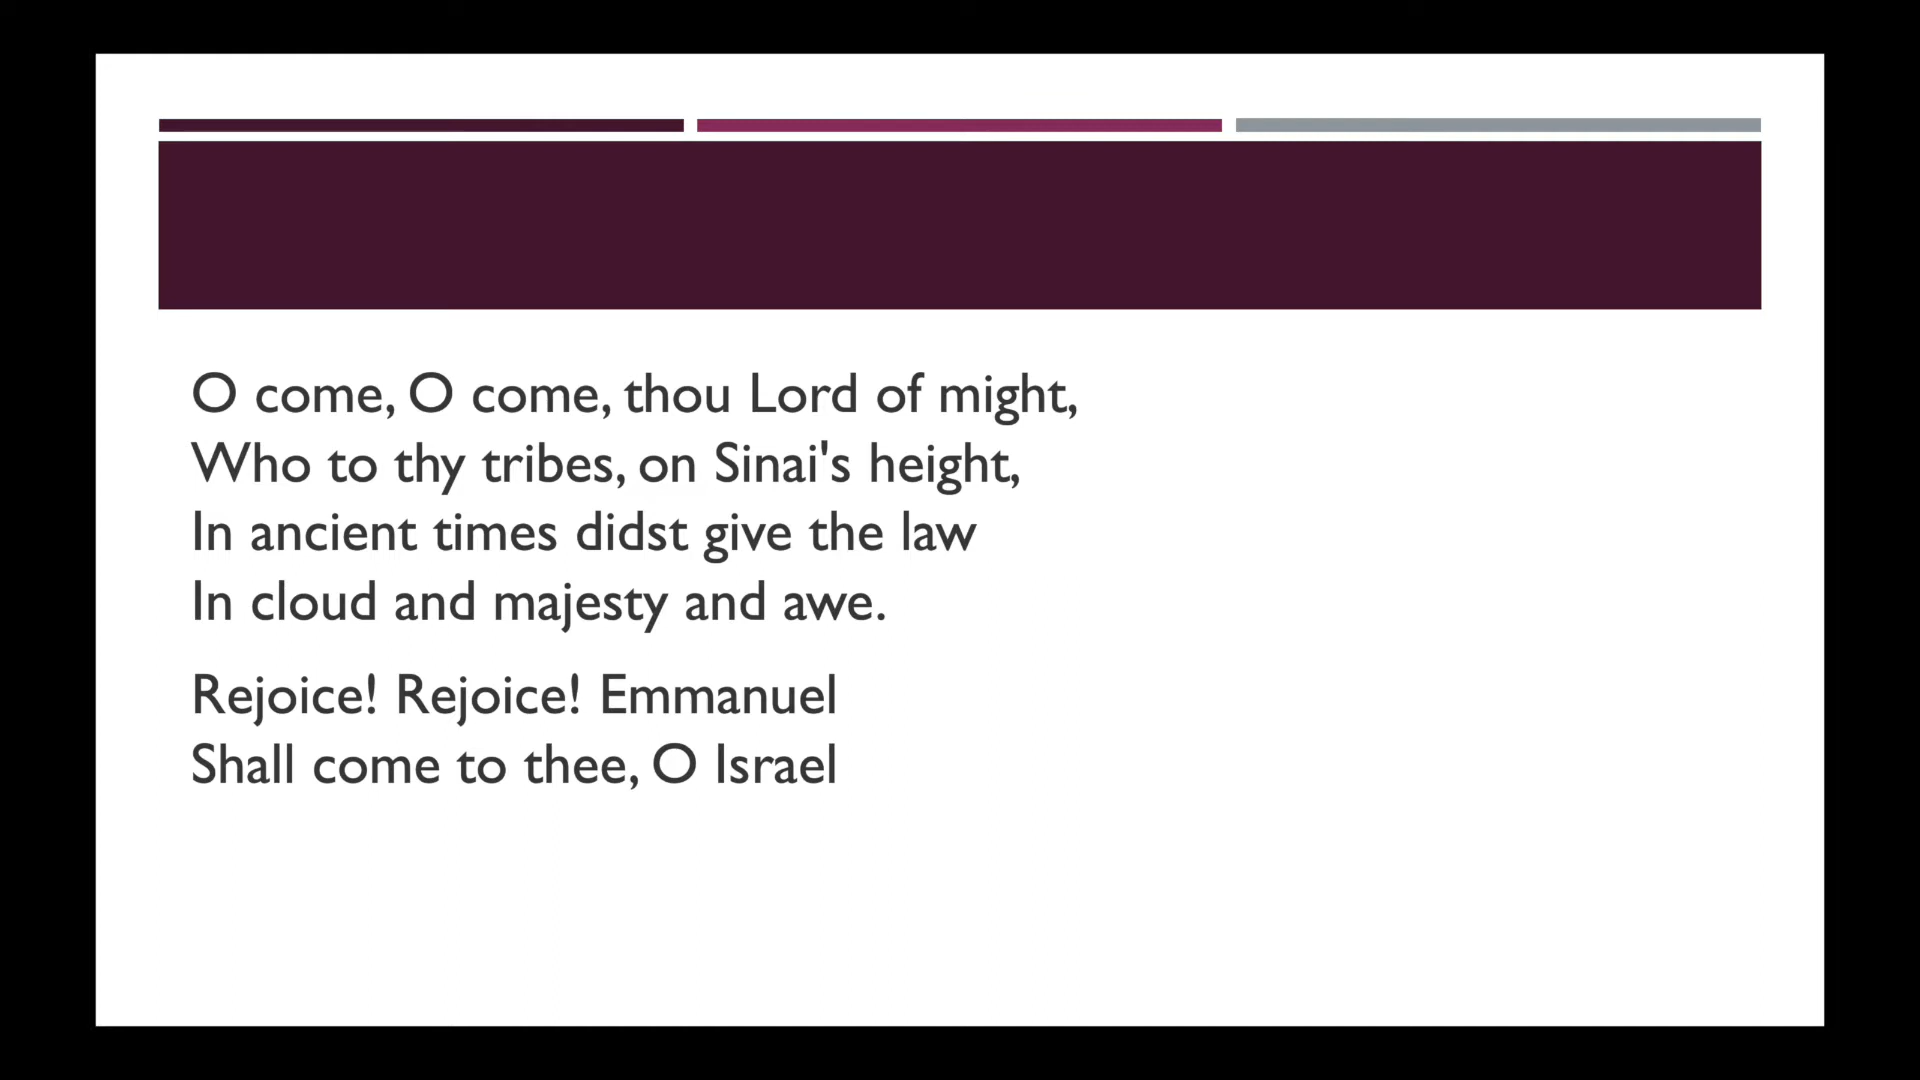 O come, O come, thou Lord of might,
Who to thy tribes, on Sinai's height,
In ancient times didst give the law
In cloud and majesty and awe.
Rejoice! Rejoice! Emmanuel
Shall come to thee, O Israel